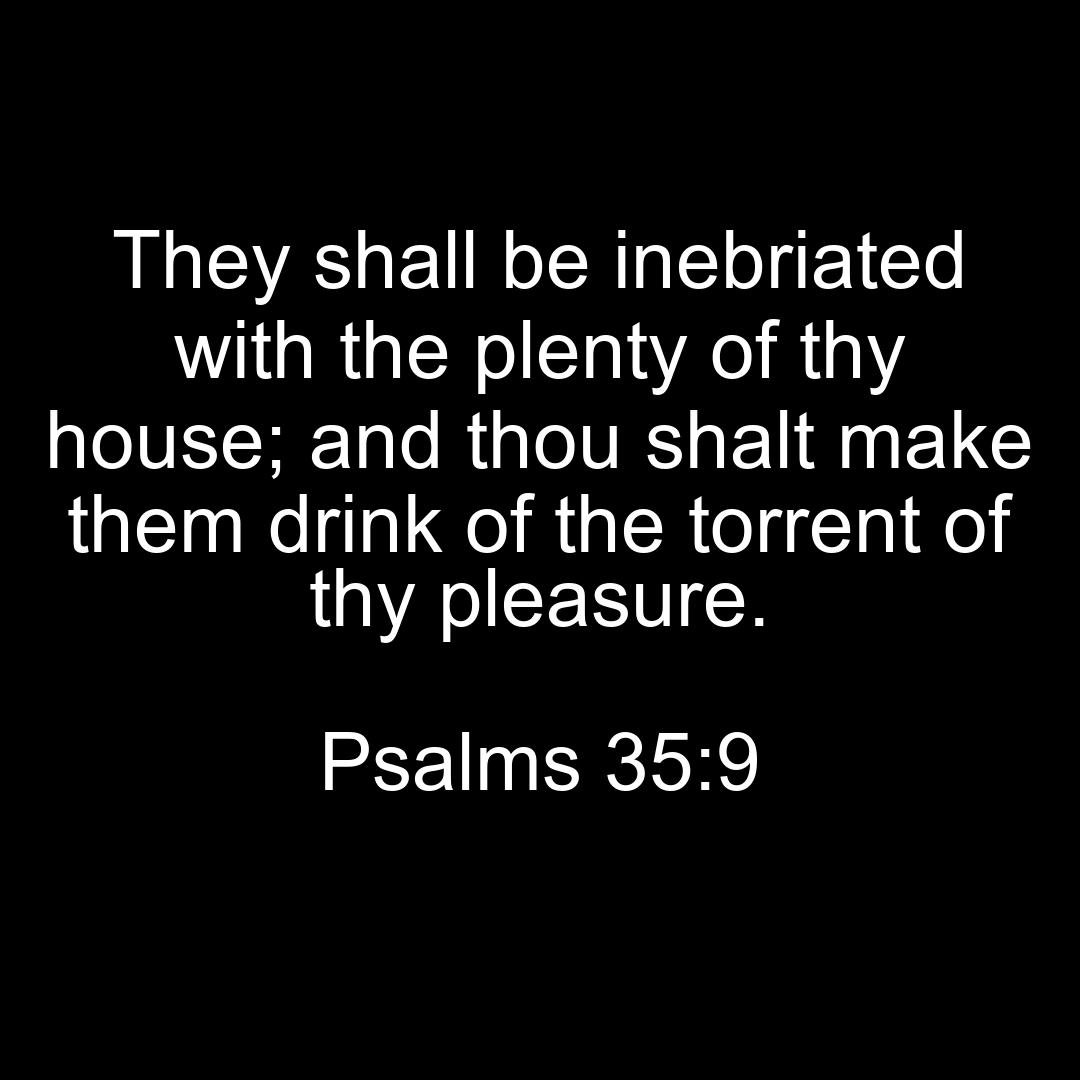 They shall be inebriated
with the plenty of thy
house; and thou shalt make
them drink of the torrent of
thy pleasure.
Psalms 35:9